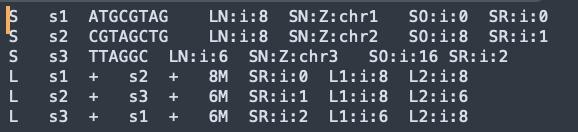 S s1 ATGCGTAG LN:i:8 SN:Z:chr1 SO:i:0 SR:i:0
S s2 CGTAGCTG LN:i:8 SN:Z:chr2 SO:i:8 SR:i:1
S s3 TTAGGC LN:i:6 SN:Z:chr3 SO:i:16 SR:i:2
L s1 + s2 + 8M SR:i:0 L1:i:8 L2:i:8
L s2 + s3 + 6M SR:i:1 L1:i:8 L2:i:6
L s3 + s1 + 6M SR:i:2 L1:i:6 L2:i:8